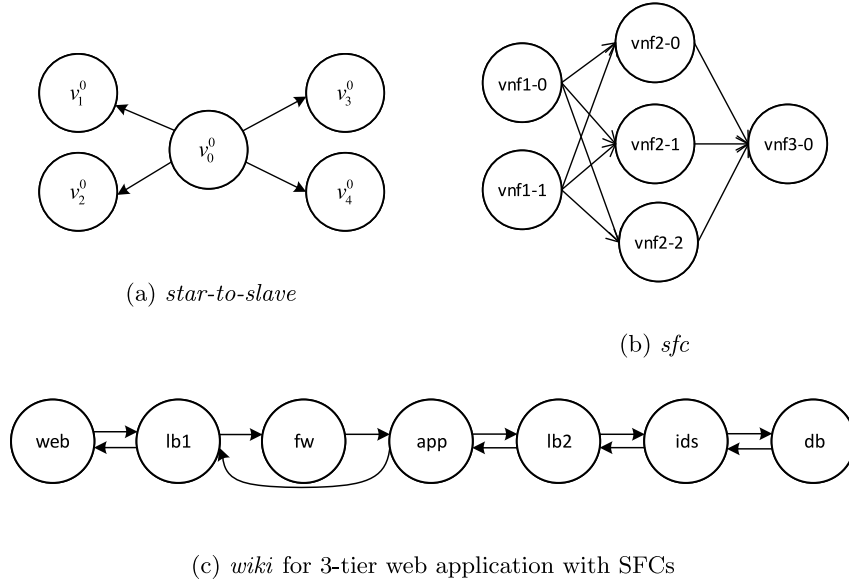 v₁⁰
v₂⁰
v₀⁰
v₃⁰
v₄⁰
(a) star-to-slave
vnf1-0
vnf1-1
vnf2-0
vnf2-1
vnf2-2
vnf3-0
(b) sfc
web
lb1
fw
app
lb2
ids
db
(c) wiki for 3-tier web application with SFCs